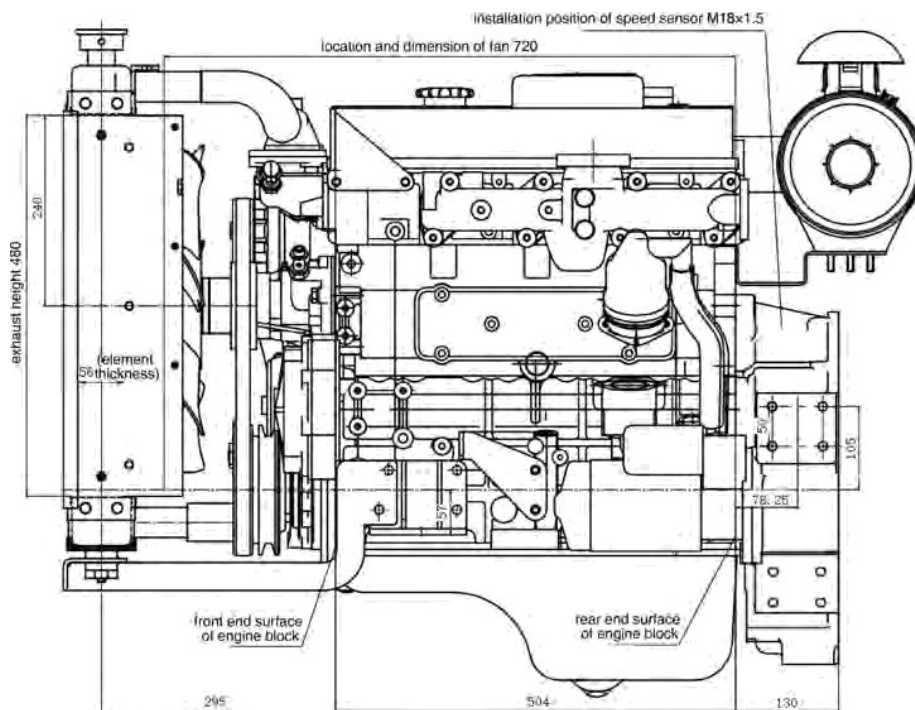 installation position of speed sensor M18×1.5
location and dimension of fan 720
240
exhaust height 480
(element
56 thickness)
50
105
78.25
57
front end surface
of engine block
rear end surface
of engine block
295
504
130